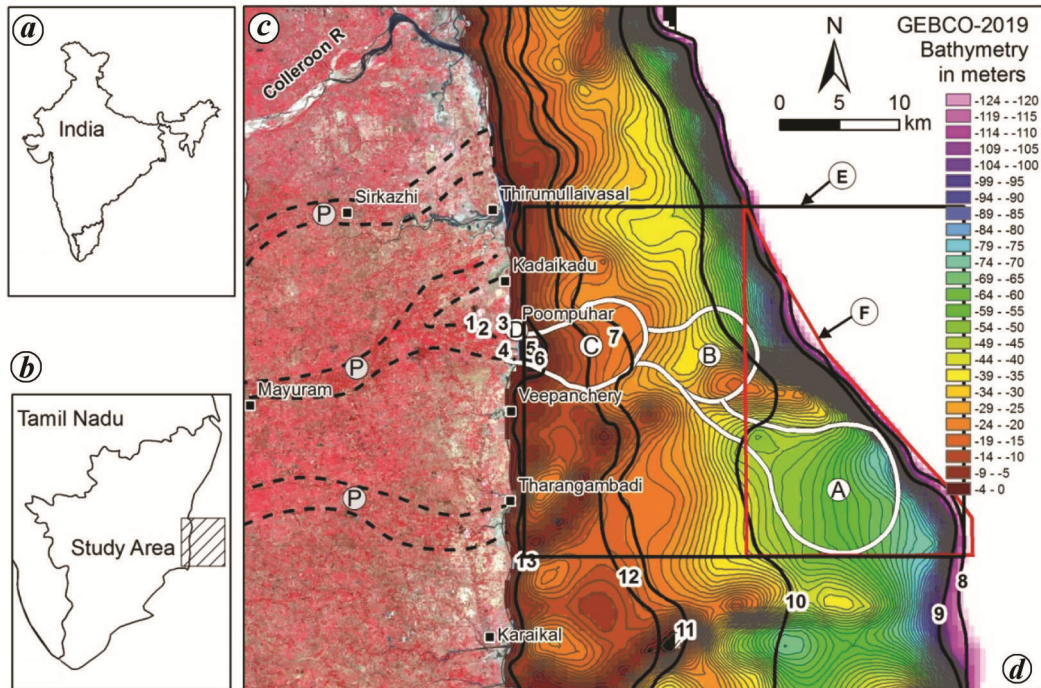 a
India
b
Tamil Nadu
Study Area
c
Colleroon R
GEBCO-2019
Bathymetry
in meters
N
0 5 10
km
-124 - -120
-119 - -115
-114 - -110
-109 - -105
-104 - -100
-99 - -95
-94 - -90
-89 - -85
-84 - -80
-79 - -75
-74 - -70
-69 - -65
-64 - -60
-59 - -55
-54 - -50
-49 - -45
-44 - -40
-39 - -35
-34 - -30
-29 - -25
-24 - -20
-19 - -15
-14 - -10
-9 - -5
-4 - 0
E
Sirkazhi
Thirumullaivasal
P
Kadaikadu
F
Poompuhar
1
2
3
D
4
5
6
7
C
B
P
Mayuram
Veepanchery
A
P
Tharangambadi
13
12
11
10
9
8
Karaikal
d